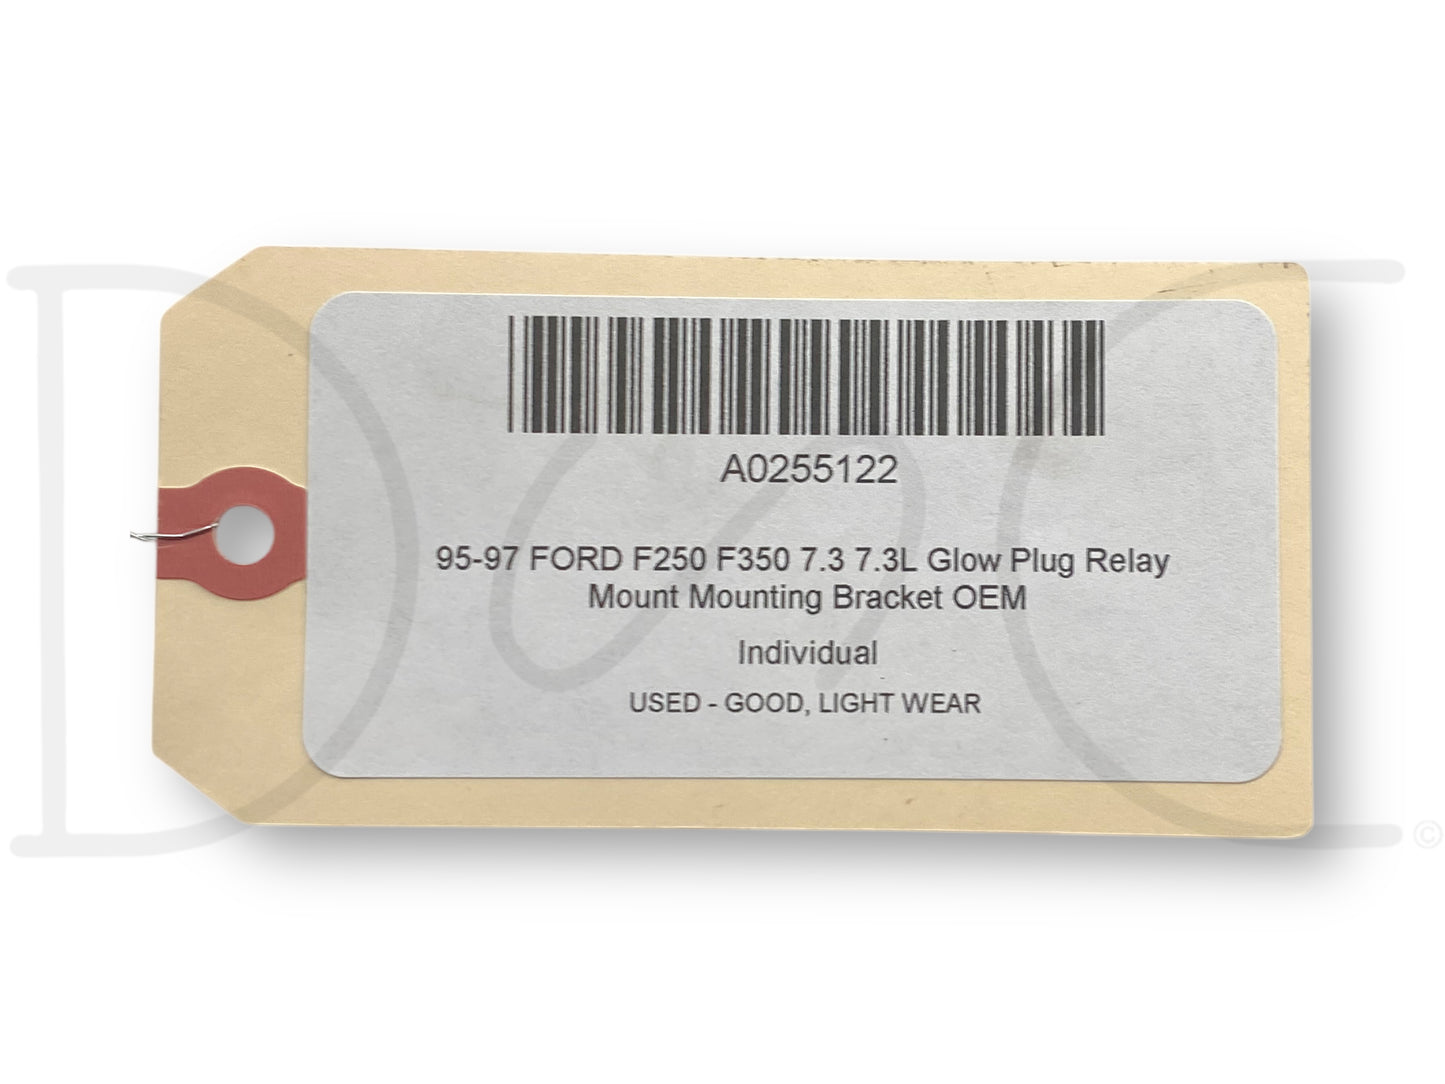 A0255122
95-97 FORD F250 F350 7.3 7.3L Glow Plug Relay
Mount Mounting Bracket OEM
Individual
USED - GOOD, LIGHT WEAR
©